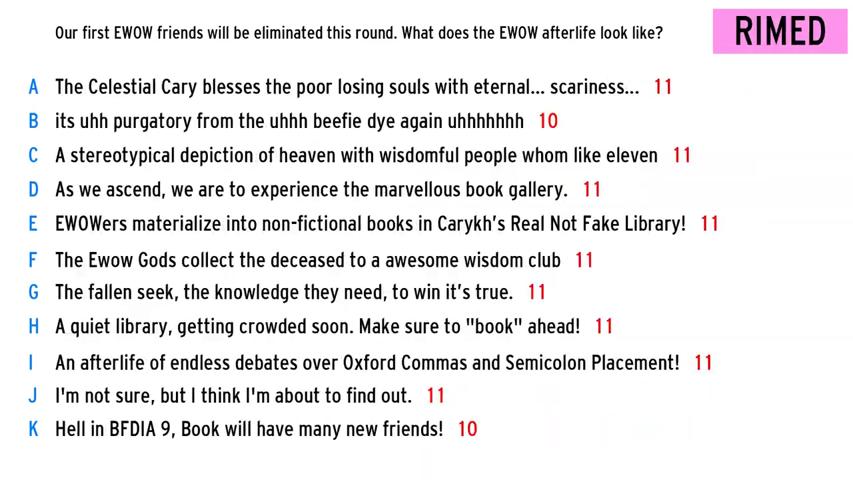 Our first EWOW friends will be eliminated this round. What does the EWOW afterlife look like?
RIMED
A The Celestial Cary blesses the poor losing souls with eternal... scariness... 11
B its uhh purgatory from the uhhh beefie dye again uhhhhhhh 10
C A stereotypical depiction of heaven with wisdomful people whom like eleven 11
D As we ascend, we are to experience the marvellous book gallery. 11
E EWOWers materialize into non-fictional books in Carykh's Real Not Fake Library! 11
F The Ewow Gods collect the deceased to a awesome wisdom club 11
G The fallen seek, the knowledge they need, to win it's true. 11
H A quiet library, getting crowded soon. Make sure to "book" ahead! 11
I An afterlife of endless debates over Oxford Commas and Semicolon Placement! 11
J I'm not sure, but I think I'm about to find out. 11
K Hell in BFDIA 9, Book will have many new friends! 10